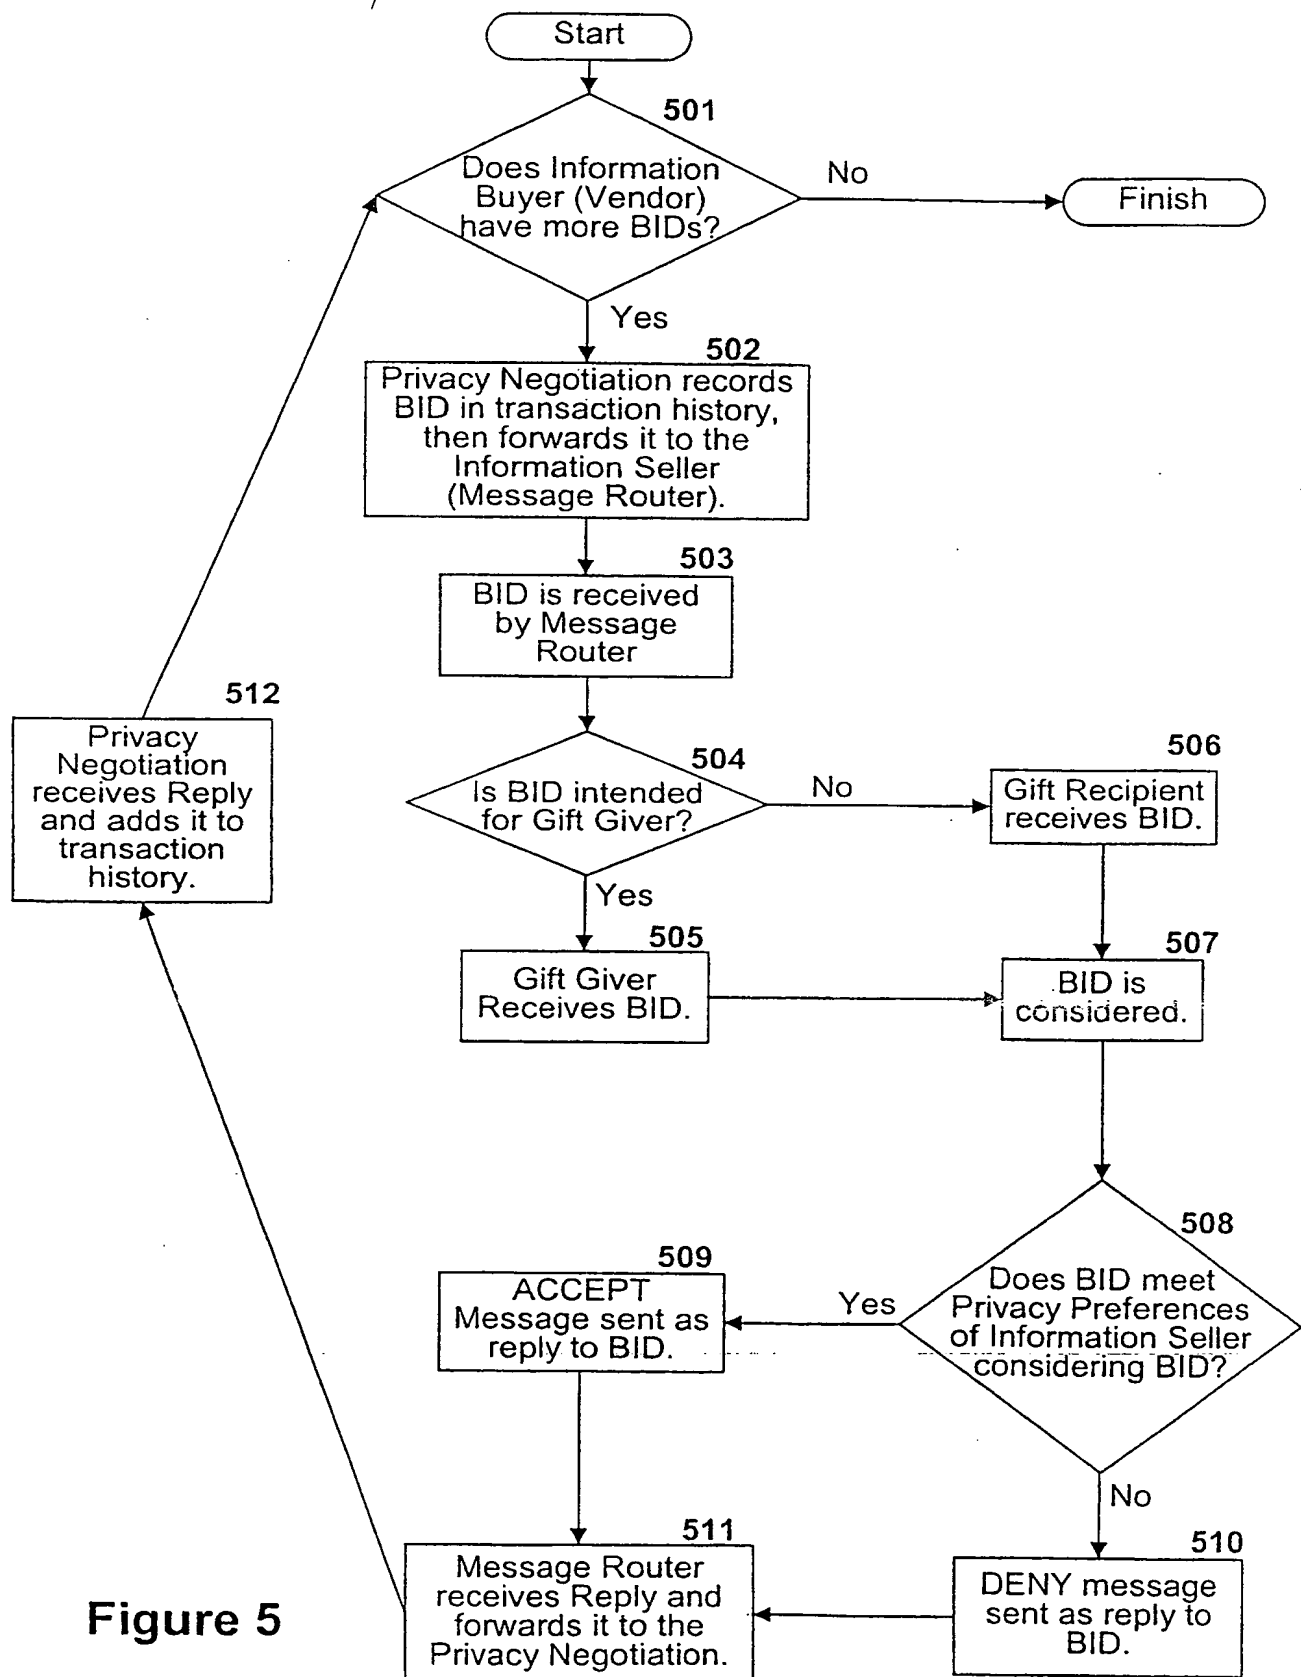 Start
501
Does Information
Buyer (Vendor)
have more BIDs?
No
Finish
Yes
502
Privacy Negotiation records
BID in transaction history,
then forwards it to the
Information Seller
(Message Router).
503
BID is received
by Message
Router
512
Privacy
Negotiation
receives Reply
and adds it to
transaction
history.
504
Is BID intended
for Gift Giver?
No
506
Gift Recipient
receives BID.
Yes
505
Gift Giver
Receives BID.
507
BID is
considered.
508
Does BID meet
Privacy Preferences
of Information Seller
considering BID?
Yes
509
ACCEPT
Message sent as
reply to BID.
No
510
DENY message
sent as reply to
BID.
511
Message Router
receives Reply and
forwards it to the
Privacy Negotiation.
Figure 5